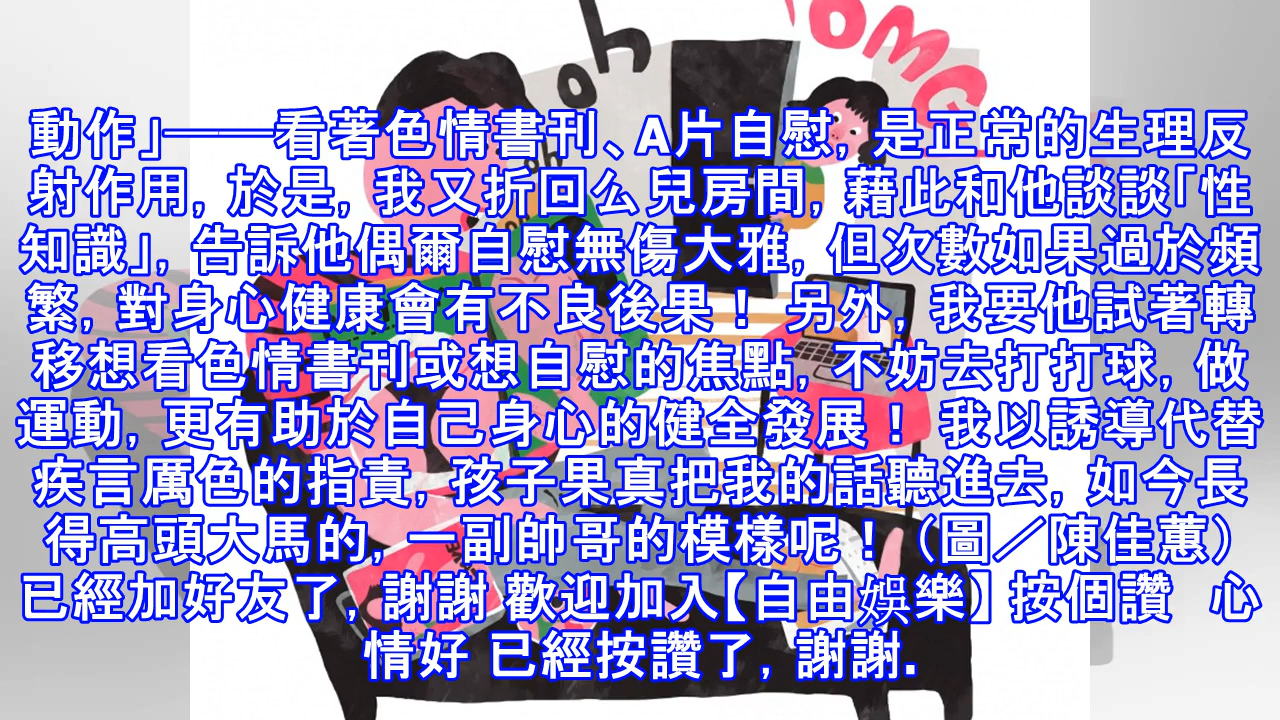 oh
OMG
oh
oh
動作」——看著色情書刊、A片自慰, 是正常的生理反
射作用, 於是, 我又折回么兒房間, 藉此和他談談「性
知識」, 告訴他偶爾自慰無傷大雅, 但次數如果過於頻
繁, 對身心健康會有不良後果！ 另外, 我要他試著轉
移想看色情書刊或想自慰的焦點, 不妨去打打球, 做
運動, 更有助於自己身心的健全發展！ 我以誘導代替
疾言厲色的指責, 孩子果真把我的話聽進去, 如今長
得高頭大馬的, 一副帥哥的模樣呢！（圖／陳佳蕙）
已經加好友了, 謝謝 歡迎加入【自由娛樂】 按個讚 心
情好 已經按讚了, 謝謝.